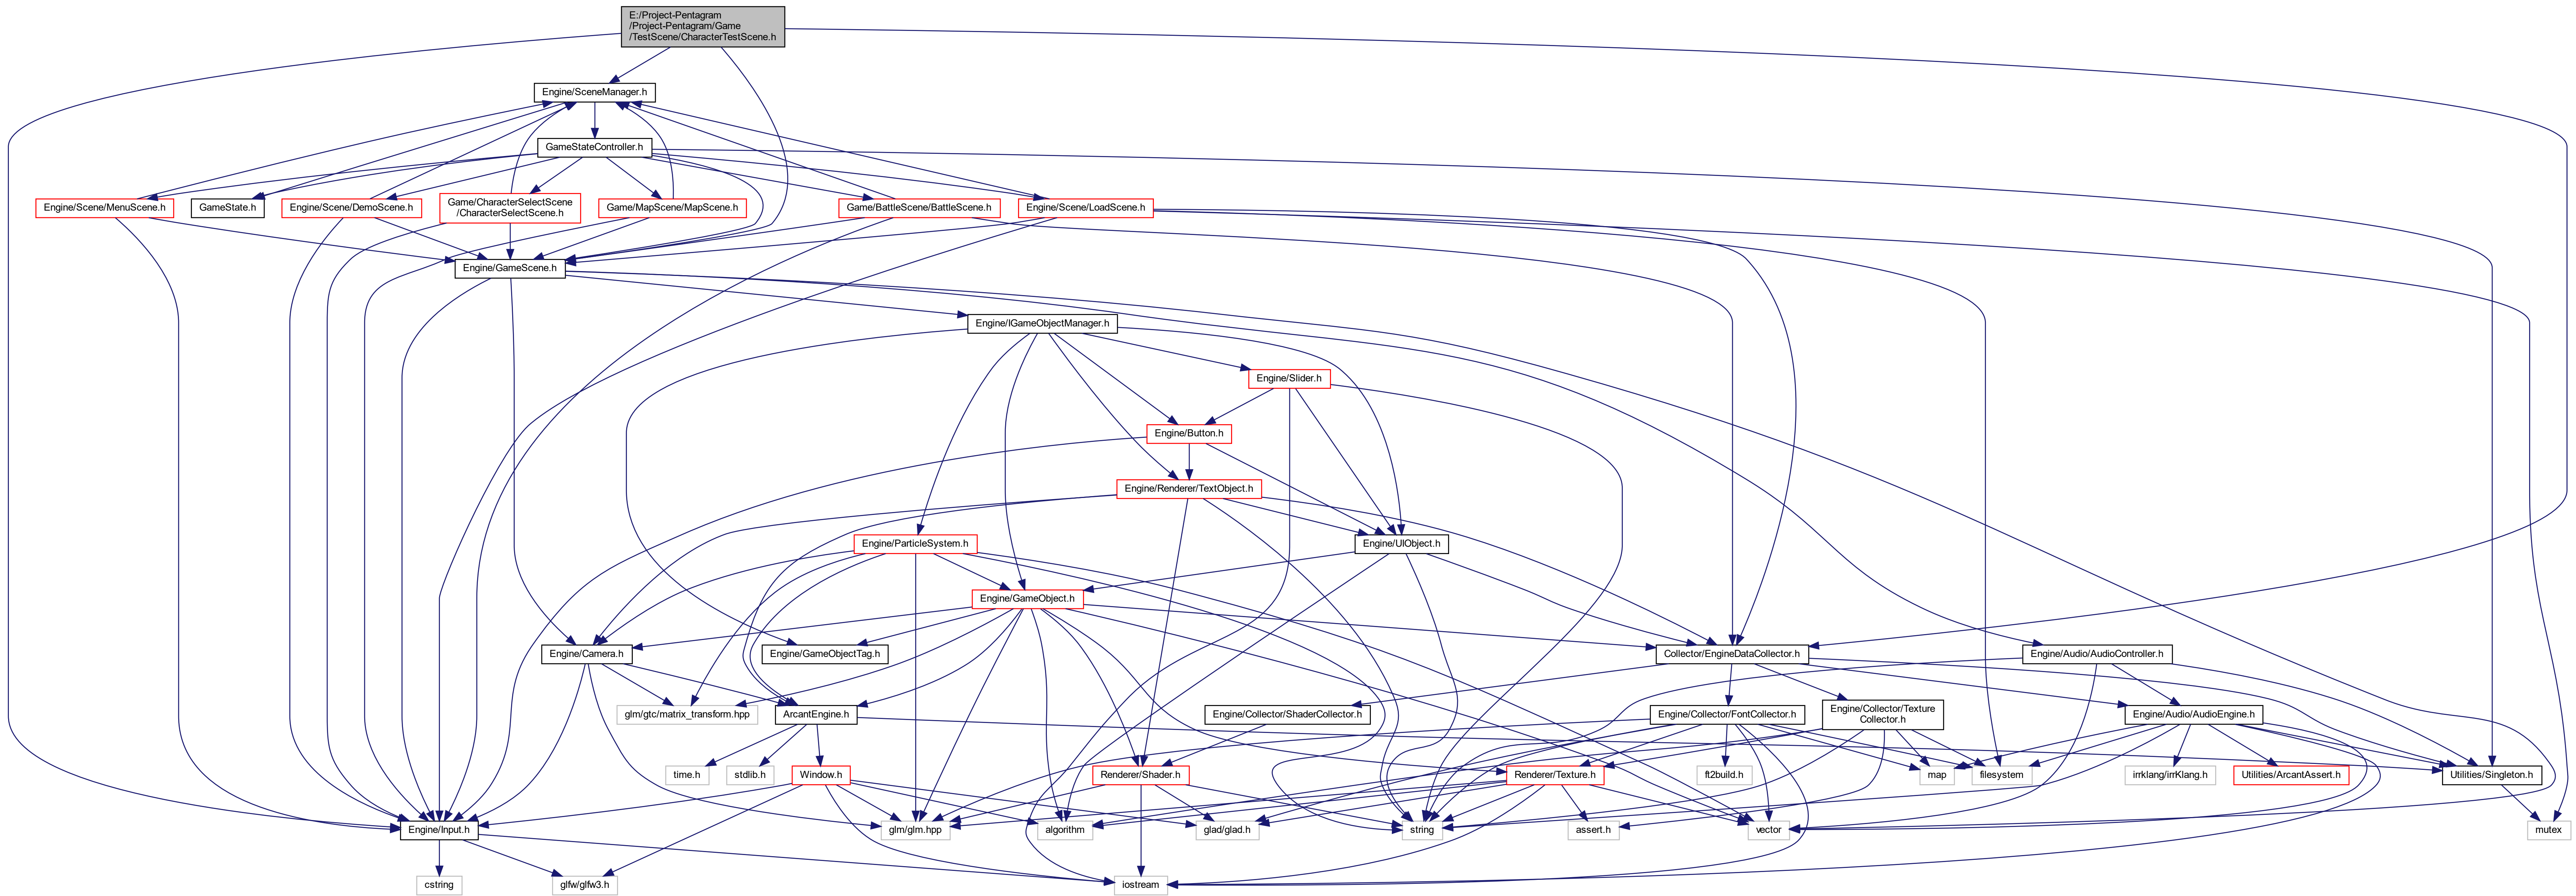 E:/Project-Pentagram
/Project-Pentagram/Game
/TestScene/CharacterTestScene.h
Engine/SceneManager.h
GameStateController.h
Engine/Scene/MenuScene.h
GameState.h
Engine/Scene/DemoScene.h
Game/CharacterSelectScene
/CharacterSelectScene.h
Game/MapScene/MapScene.h
Game/BattleScene/BattleScene.h
Engine/Scene/LoadScene.h
Engine/GameScene.h
Engine/IGameObjectManager.h
Engine/Slider.h
Engine/Button.h
Engine/Renderer/TextObject.h
Engine/ParticleSystem.h
Engine/UIObject.h
Engine/GameObject.h
Engine/Camera.h
Engine/GameObjectTag.h
Collector/EngineDataCollector.h
Engine/Audio/AudioController.h
glm/gtc/matrix_transform.hpp
ArcantEngine.h
Engine/Collector/ShaderCollector.h
Engine/Collector/FontCollector.h
Engine/Collector/Texture
Collector.h
Engine/Audio/AudioEngine.h
time.h
stdlib.h
Window.h
Renderer/Shader.h
Renderer/Texture.h
ft2build.h
map
filesystem
irrklang/irrKlang.h
Utilities/ArcantAssert.h
Utilities/Singleton.h
Engine/Input.h
glm/glm.hpp
algorithm
glad/glad.h
string
assert.h
vector
mutex
cstring
glfw/glfw3.h
iostream